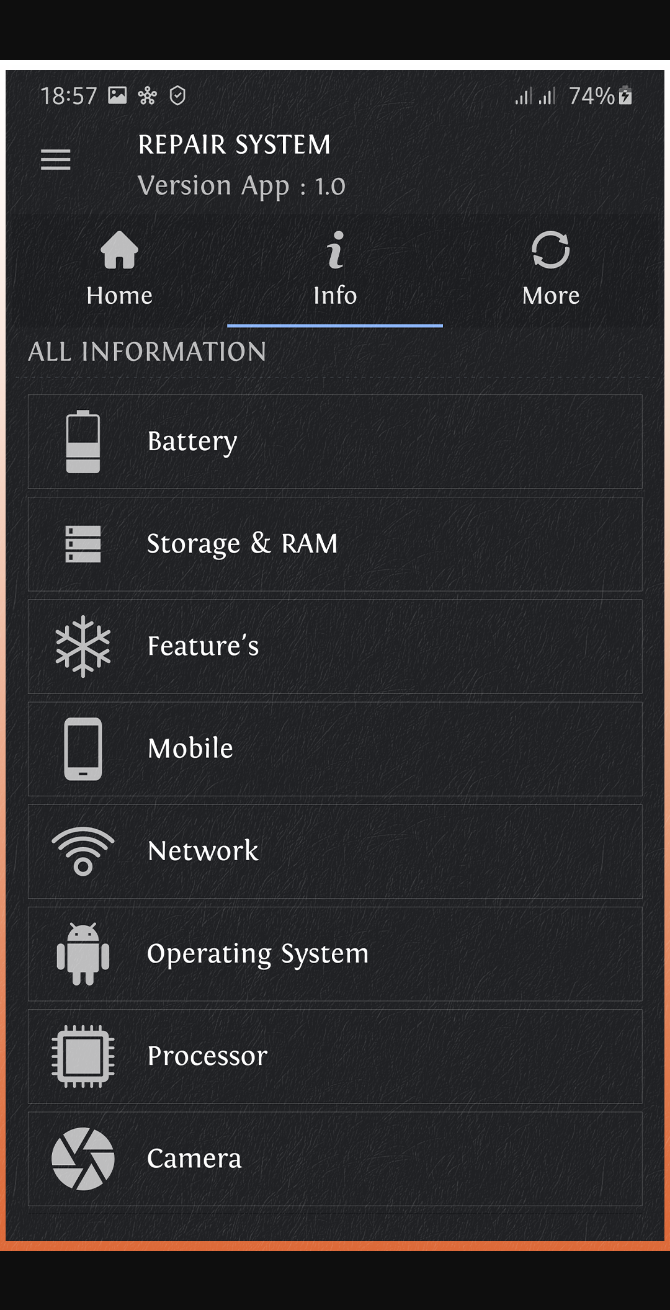 18:57 74%
REPAIR SYSTEM
Version App : 1.0
Home Info More
ALL INFORMATION
Battery
Storage & RAM
Feature's
Mobile
Network
Operating System
Processor
Camera